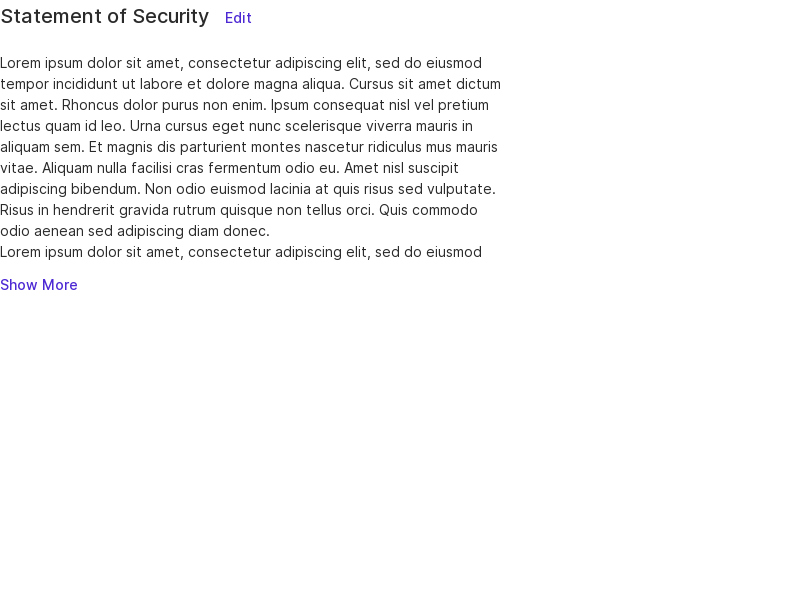 Statement of Security Edit
Lorem ipsum dolor sit amet, consectetur adipiscing elit, sed do eiusmod
tempor incididunt ut labore et dolore magna aliqua. Cursus sit amet dictum
sit amet. Rhoncus dolor purus non enim. Ipsum consequat nisl vel pretium
lectus quam id leo. Urna cursus eget nunc scelerisque viverra mauris in
aliquam sem. Et magnis dis parturient montes nascetur ridiculus mus mauris
vitae. Aliquam nulla facilisi cras fermentum odio eu. Amet nisl suscipit
adipiscing bibendum. Non odio euismod lacinia at quis risus sed vulputate.
Risus in hendrerit gravida rutrum quisque non tellus orci. Quis commodo
odio aenean sed adipiscing diam donec.
Lorem ipsum dolor sit amet, consectetur adipiscing elit, sed do eiusmod
Show More